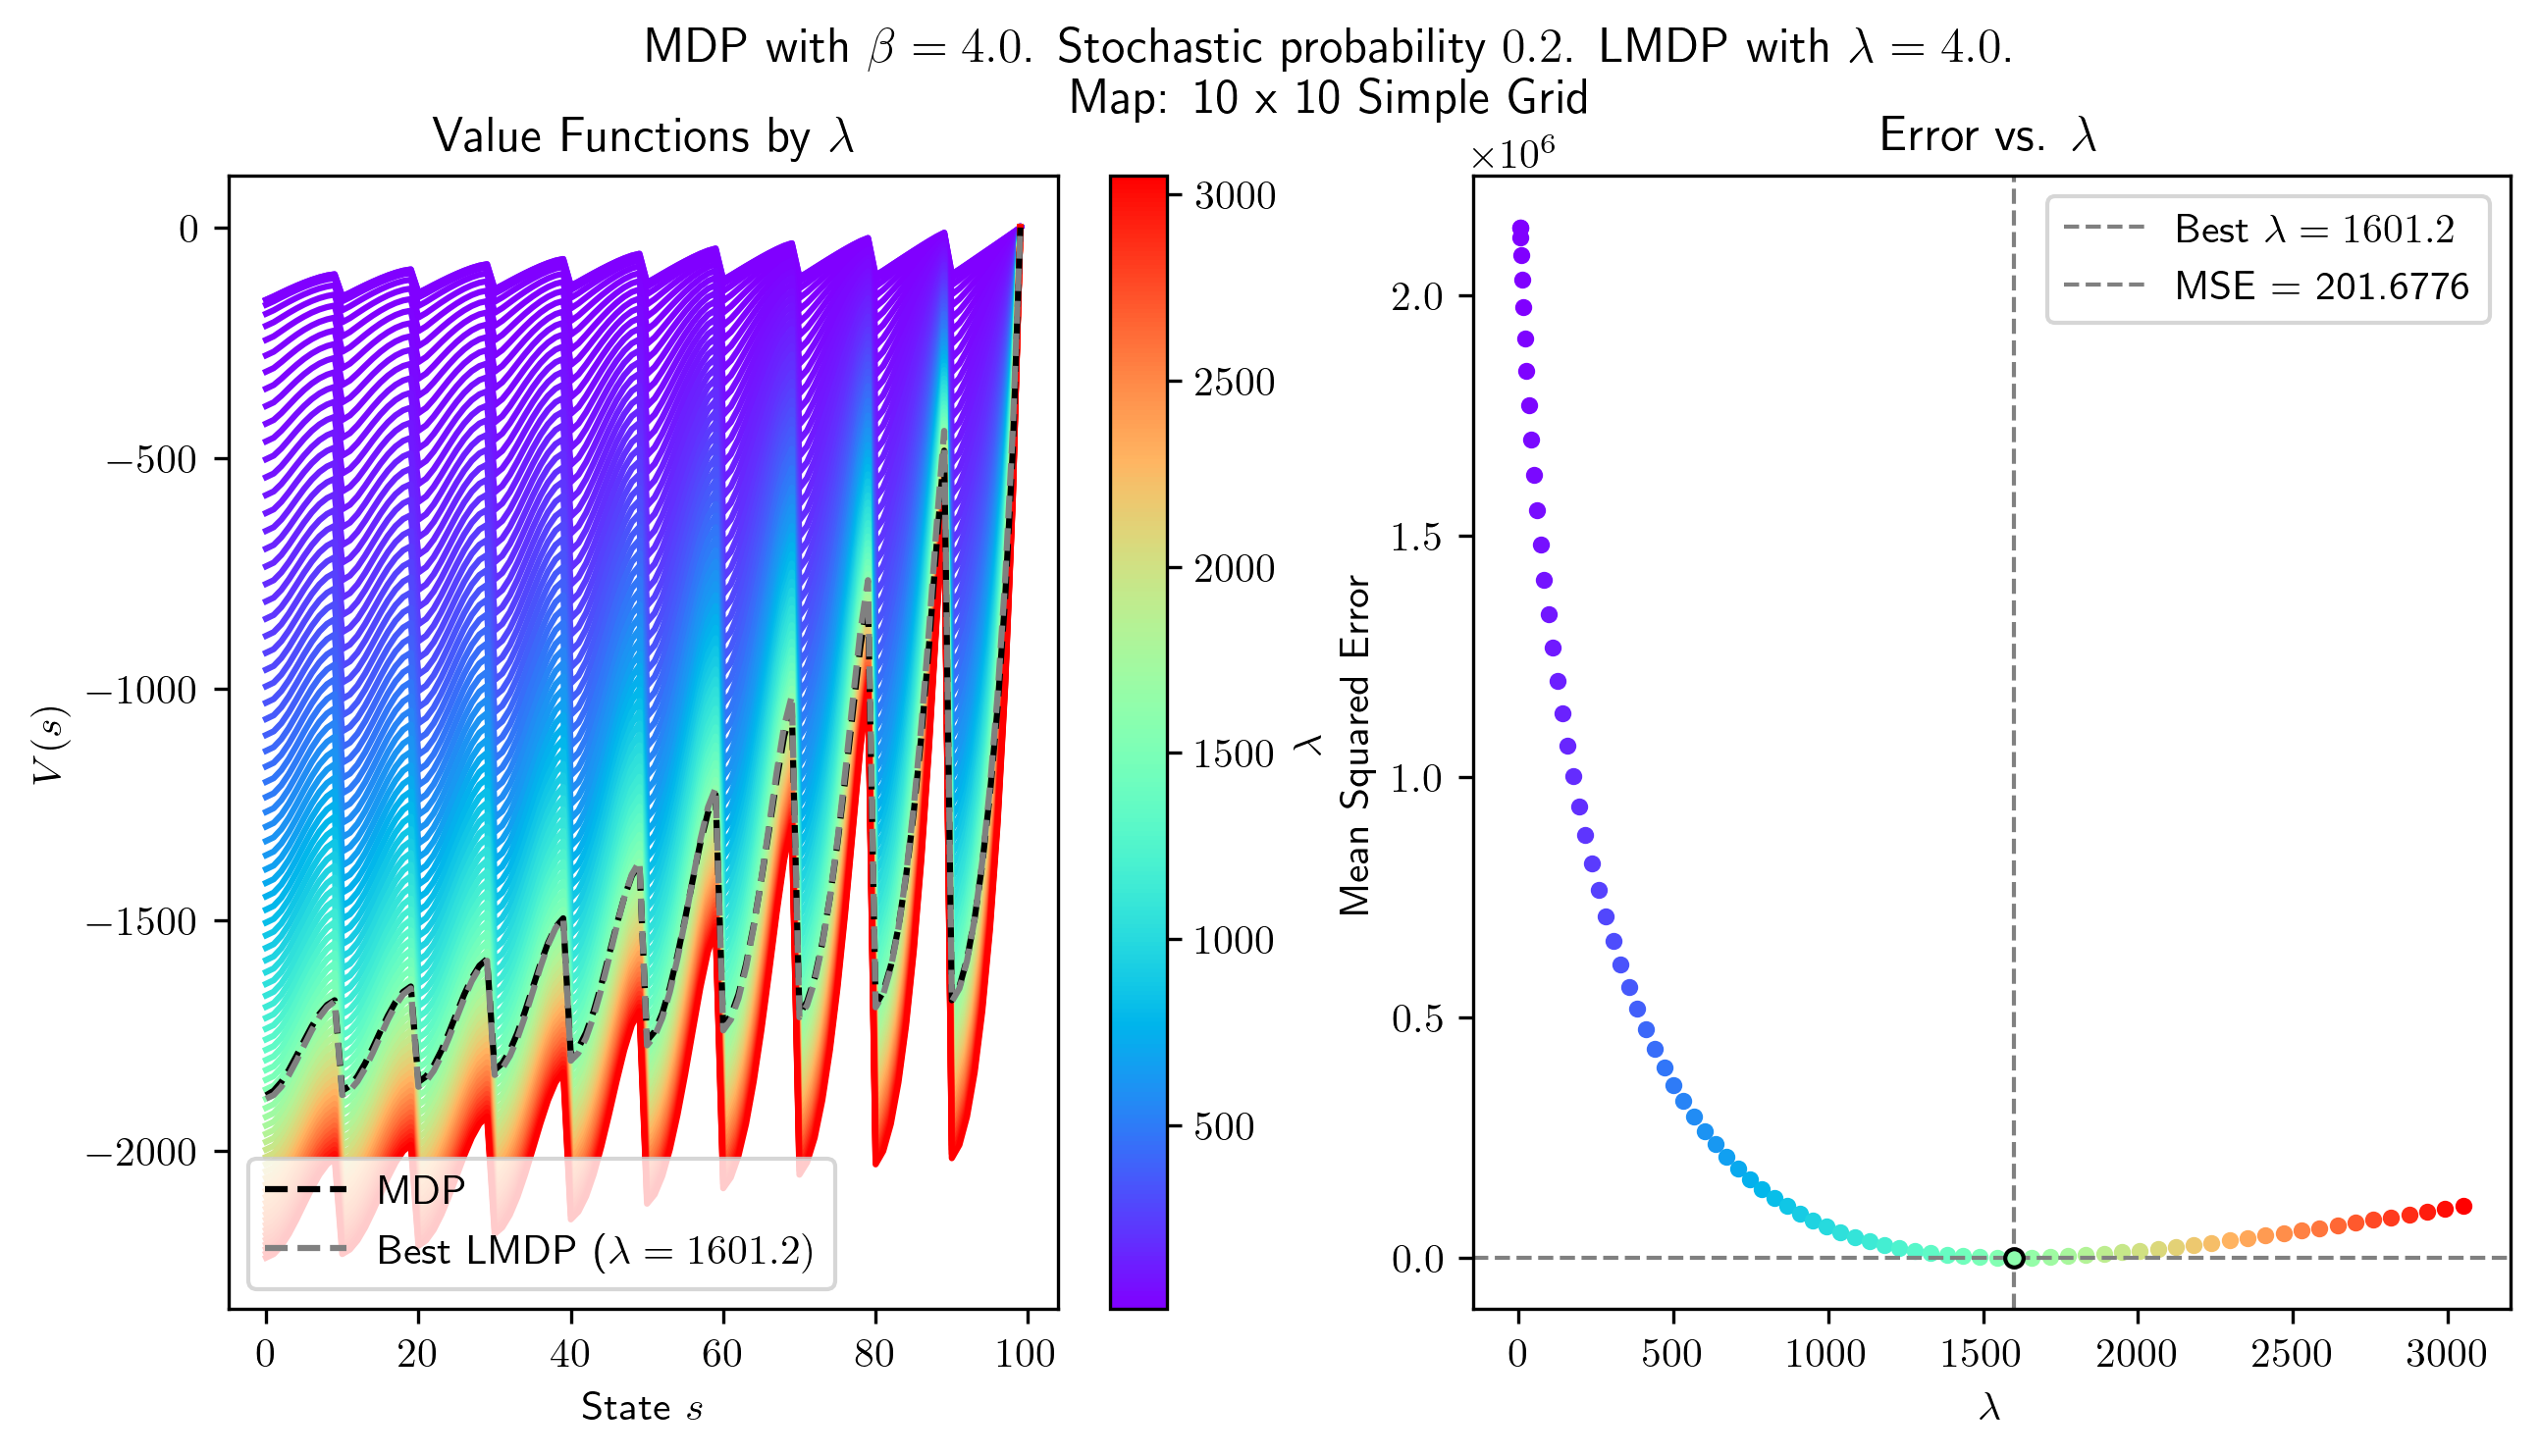 MDP with β = 4.0. Stochastic probability 0.2. LMDP with λ = 4.0.
Map: 10 x 10 Simple Grid
Value Functions by λ
V(s)
0
−500
−1000
−1500
−2000
MDP
Best LMDP (λ = 1601.2)
0 20 40 60 80 100
State s
3000
2500
2000
1500
1000
500
λ
Error vs. λ
×10⁶
Mean Squared Error
2.0
1.5
1.0
0.5
0.0
Best λ = 1601.2
MSE = 201.6776
0 500 1000 1500 2000 2500 3000
λ